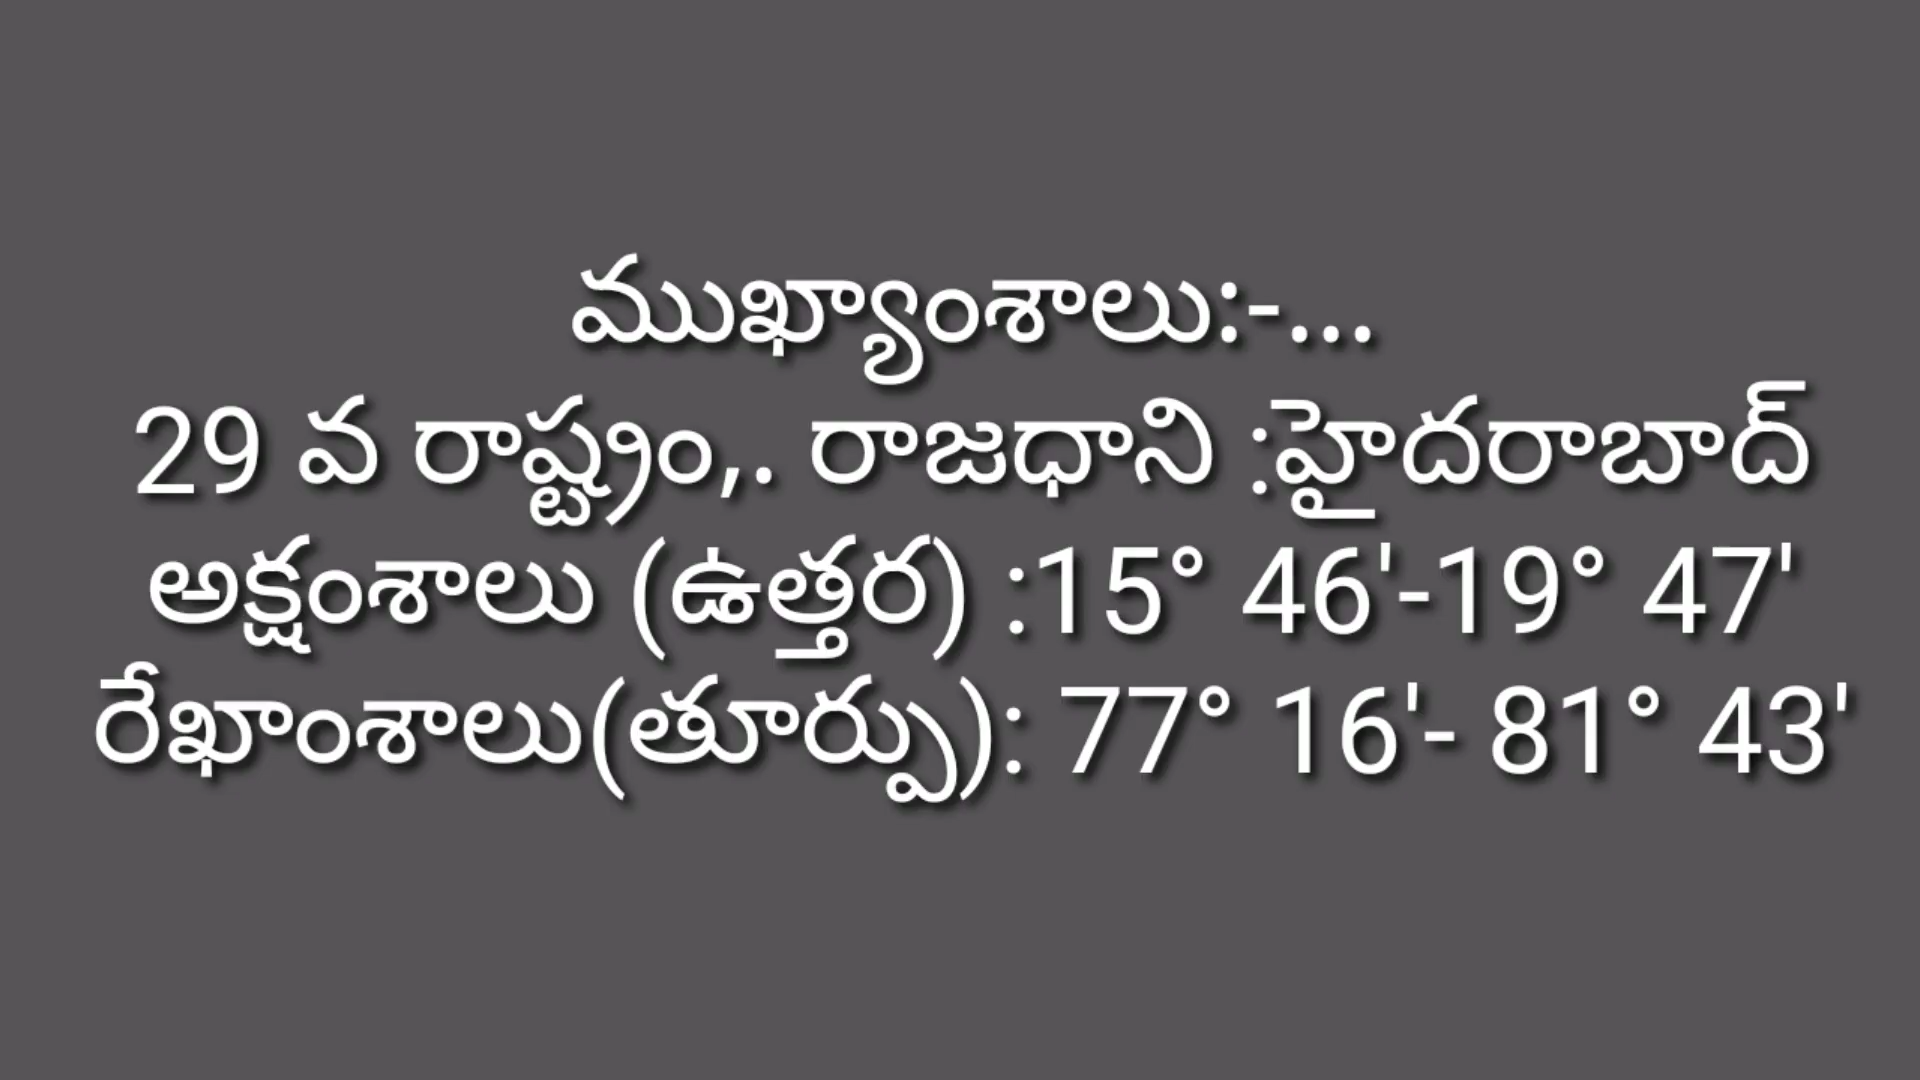 ముఖ్యాంశాలు:-...
29 వ రాష్ట్రం,. రాజధాని :హైదరాబాద్
అక్షంశాలు (ఉత్తర) :15° 46'-19° 47'
రేఖాంశాలు(తూర్పు): 77° 16'- 81° 43'